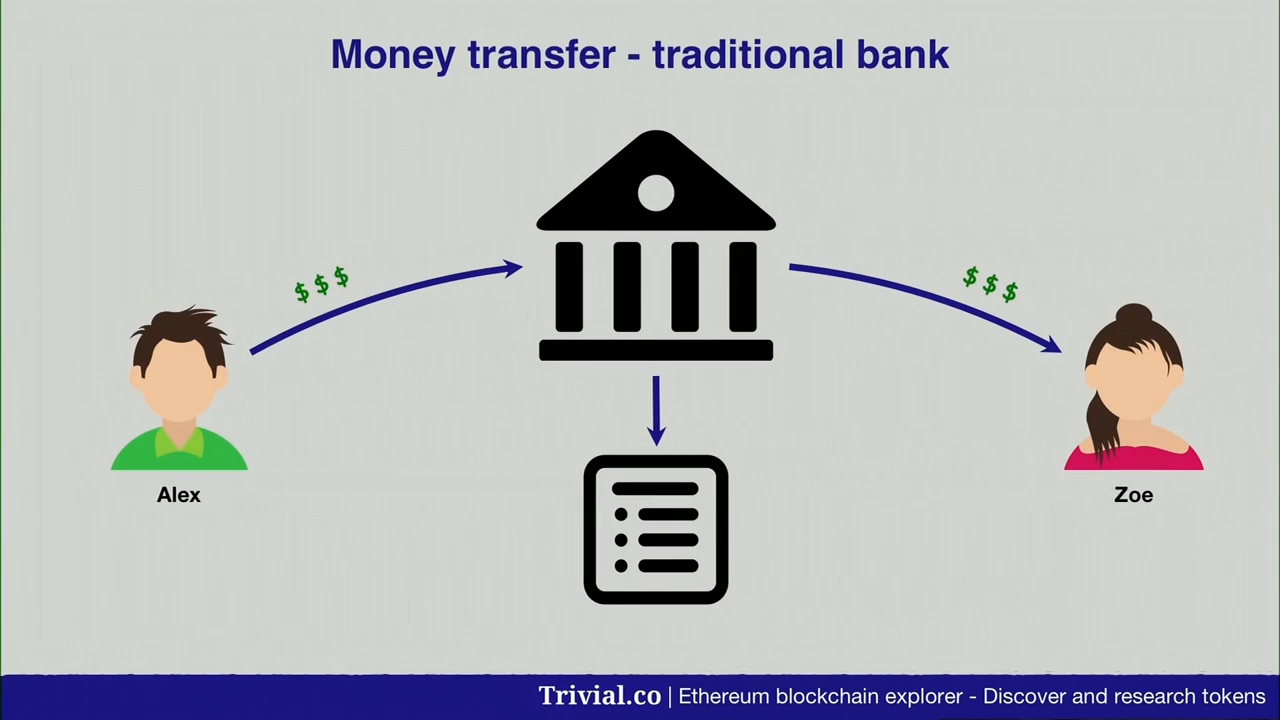 Money transfer - traditional bank
$ $ $
$ $ $
Alex
Zoe
Trivial.co | Ethereum blockchain explorer - Discover and research tokens